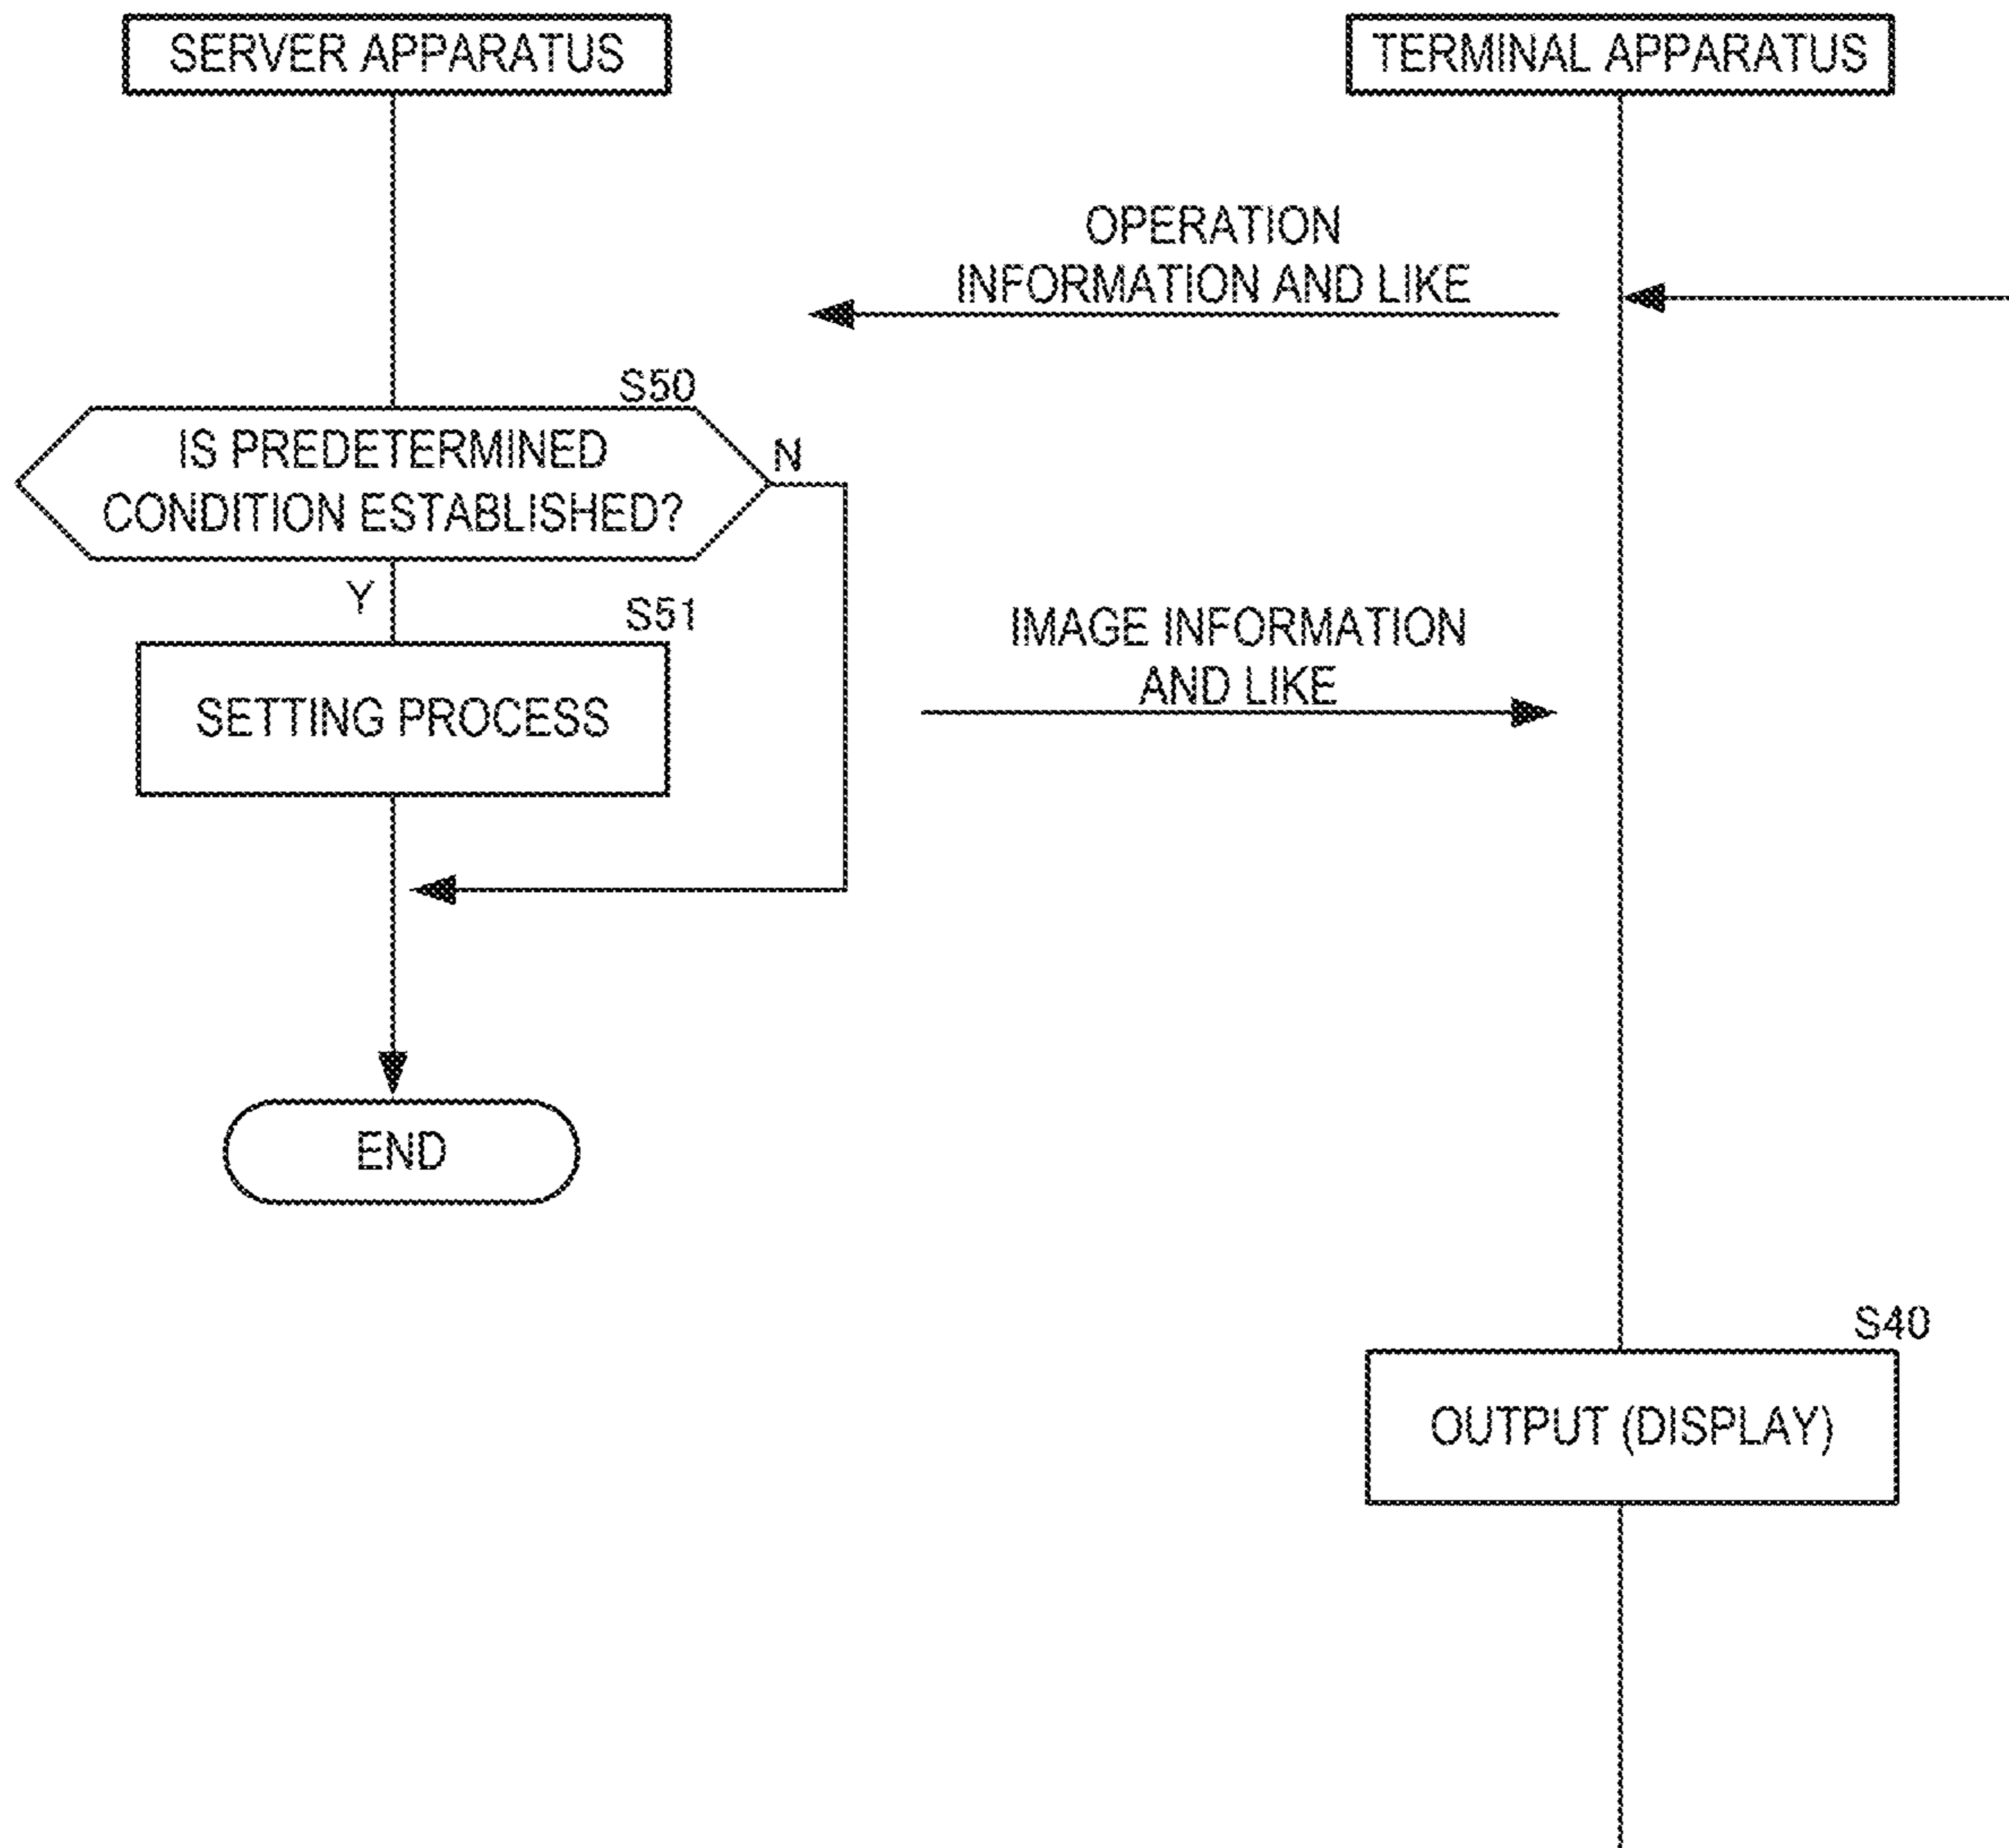 SERVER APPARATUS
TERMINAL APPARATUS
OPERATION
INFORMATION AND LIKE
S50
IS PREDETERMINED
CONDITION ESTABLISHED?
N
Y
S51
SETTING PROCESS
IMAGE INFORMATION
AND LIKE
END
S40
OUTPUT (DISPLAY)